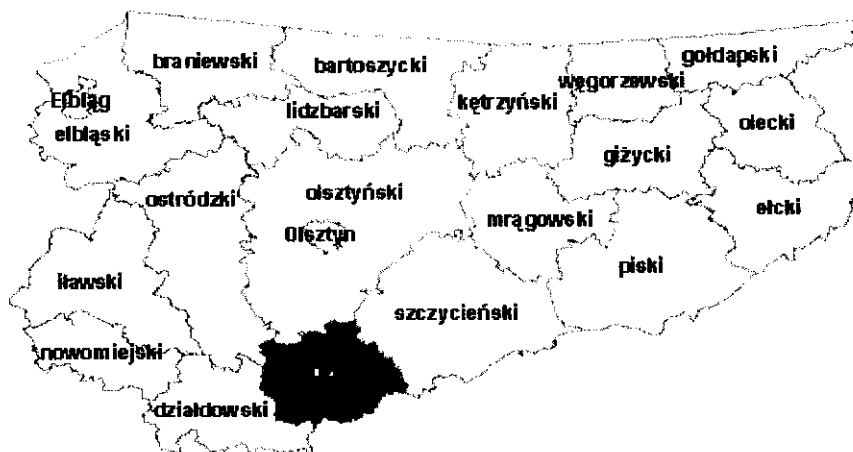 braniewski
bartoszycki
gołdapski
węgorzewski
kętrzyński
Elbląg
elbląski
lidzbarski
olecki
giżycki
ostródzki
olsztyński
mrągowski
ełcki
Olsztyn
iławski
piski
szczycieński
nowomiejski
działdowski